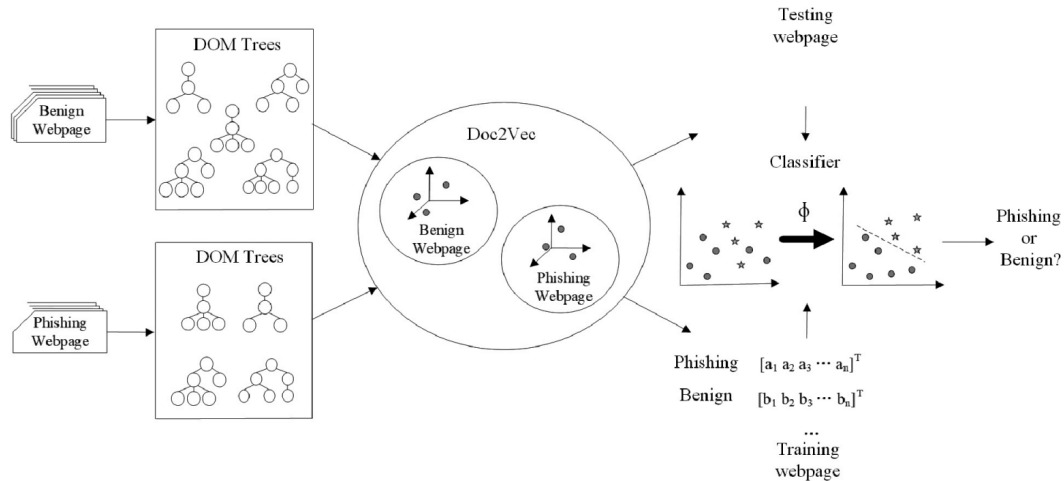 DOM Trees
Benign
Webpage
DOM Trees
Phishing
Webpage
Doc2Vec
Benign
Webpage
Phishing
Webpage
Testing
webpage
Classifier
ϕ
Phishing
or
Benign?
Phishing [a₁ a₂ a₃ ⋯ aₙ]ᵀ
Benign [b₁ b₂ b₃ ⋯ bₙ]ᵀ
...
Training
webpage